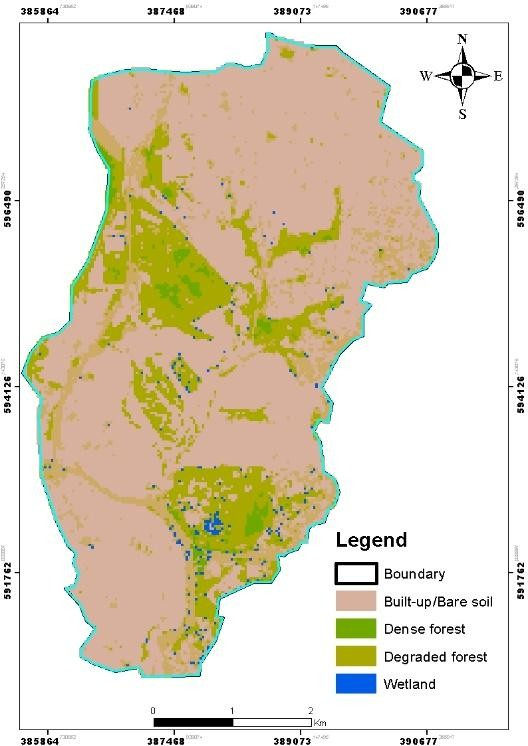 385864 387468 389073 390677
N
W E
S
596490
594126
591762
Legend
Boundary
Built-up/Bare soil
Dense forest
Degraded forest
Wetland
0 1 2
Km
385864 387468 389073 390677
596490
594126
591762